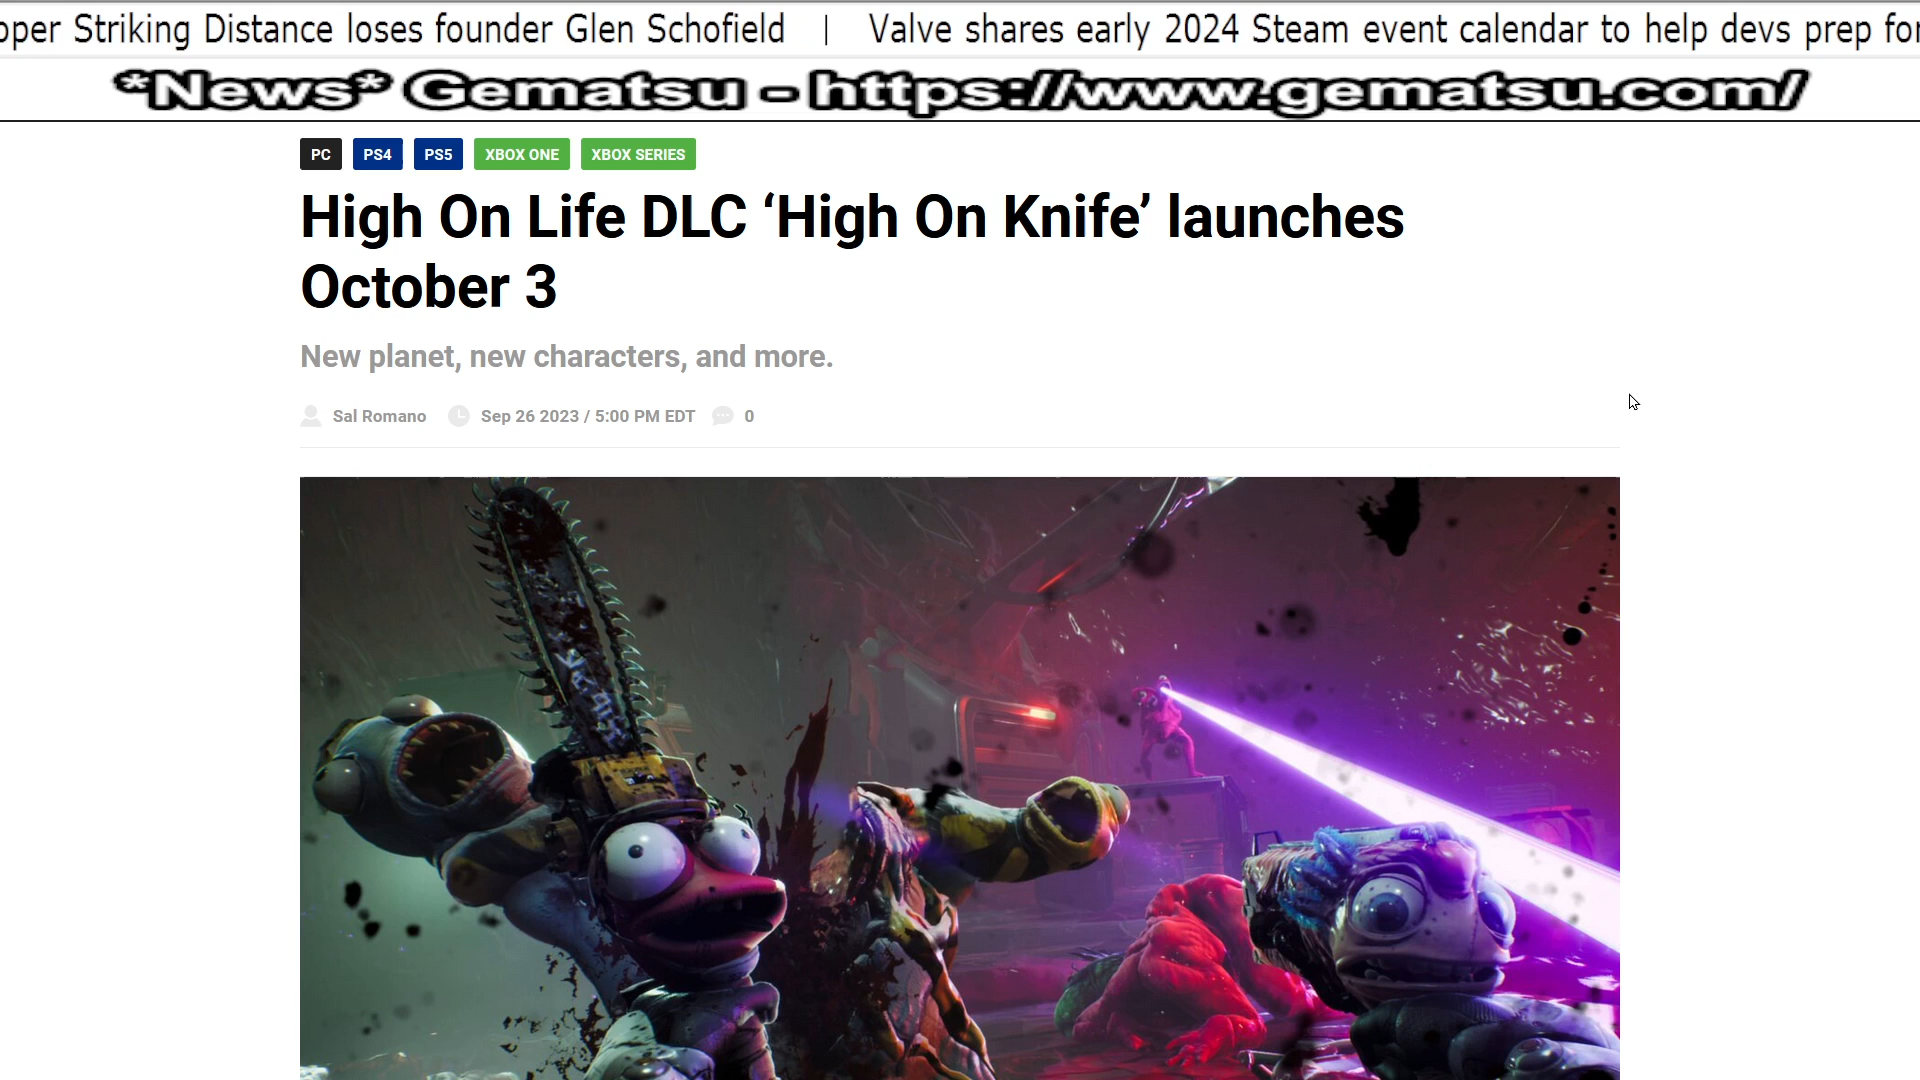 Striking Distance loses founder Glen Schofield | Valve shares early 2024 Steam event calendar to help devs prep
*News* Gematsu - https://www.gematsu.com/
PC PS4 PS5 XBOX ONE XBOX SERIES
High On Life DLC ‘High On Knife’ launches
October 3
New planet, new characters, and more.
Sal Romano Sep 26 2023 / 5:00 PM EDT 0